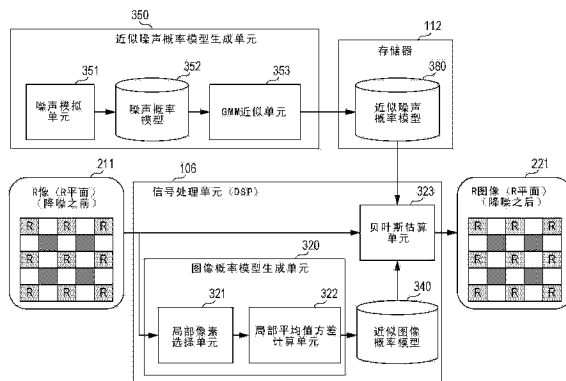 350
近似噪声概率模型生成单元
351
噪声模拟
单元
352
噪声概率
模型
353
GMM近似单元
112
存储器
380
近似噪声
概率模型
211
R像（R平面）
（降噪之前）
R R R
R R R
R R R
106
信号处理单元（DSP）
323
贝叶斯估算
单元
320
图像概率模型生成单元
321
局部像素
选择单元
322
局部平均值方差
计算单元
340
近似图像
概率模型
221
R图像（R平面）
（降噪之后）
R R R
R R R
R R R